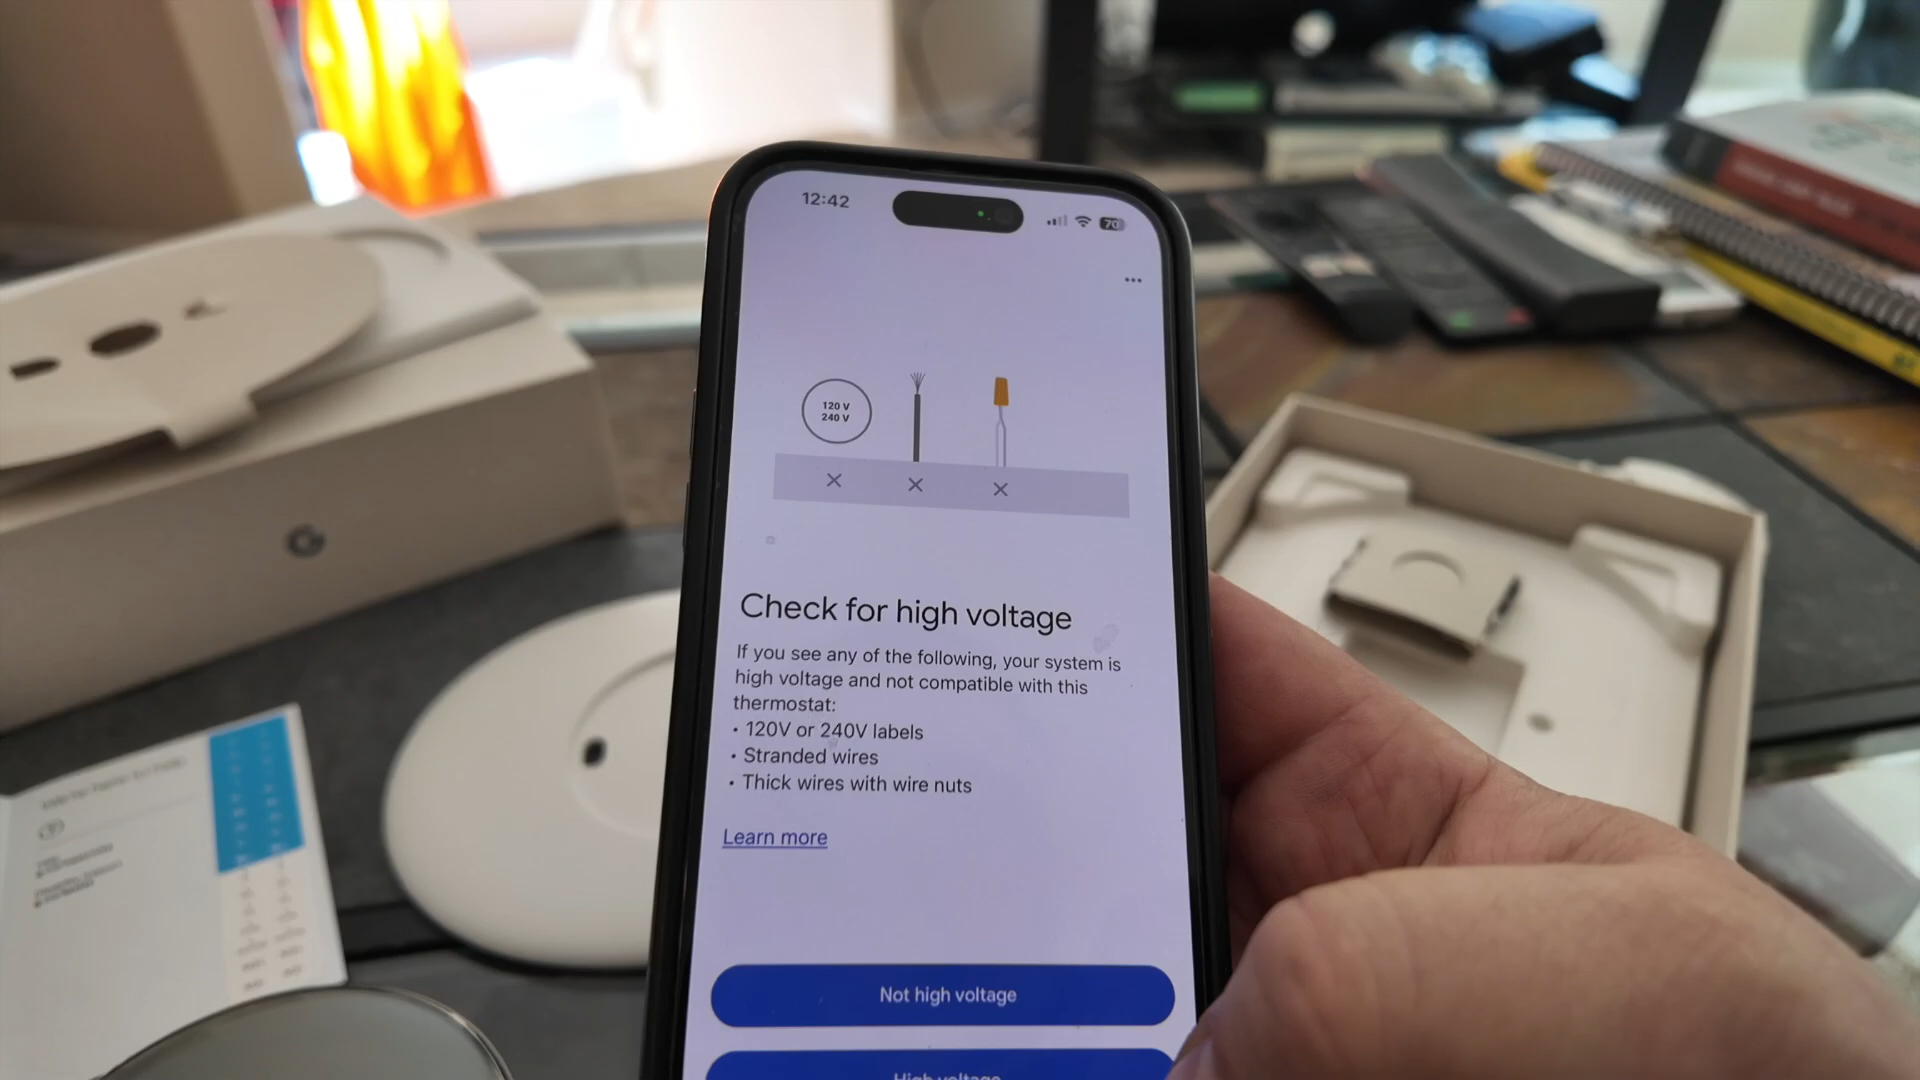 12:42
70
120 V
240 V
Check for high voltage
If you see any of the following, your system is
high voltage and not compatible with this
thermostat:
• 120V or 240V labels
• Stranded wires
• Thick wires with wire nuts
Learn more
Not high voltage
High voltage
G